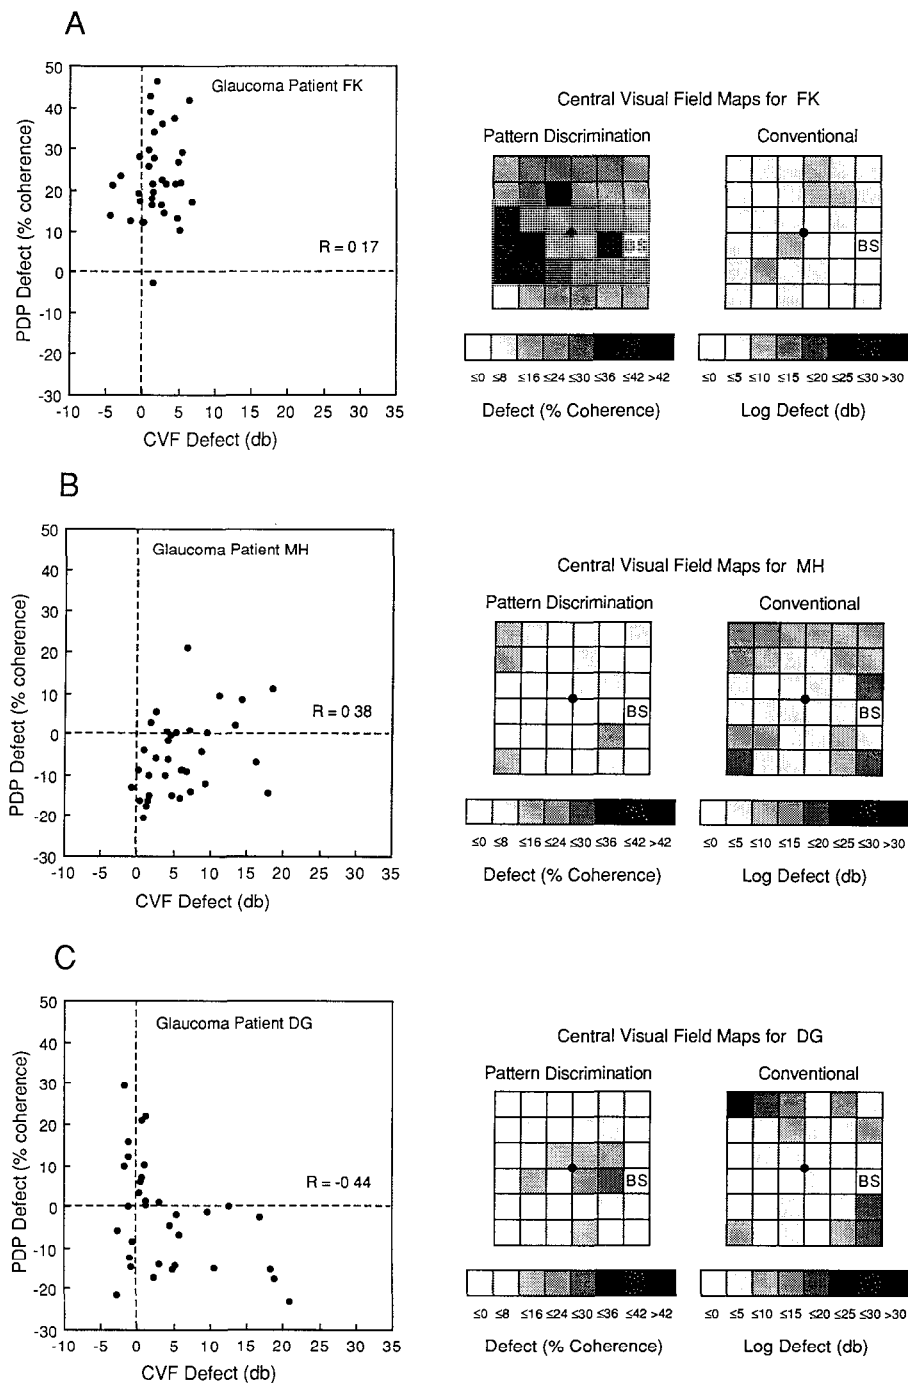 A
Glaucoma Patient FK
R = 0 17
PDP Defect (% coherence)
50
40
30
20
10
0
-10
-20
-30
-10 -5 0 5 10 15 20 25 30 35
CVF Defect (db)
Central Visual Field Maps for FK
Pattern Discrimination
BS
≤0 ≤8 ≤16 ≤24 ≤30 ≤36 ≤42 >42
Defect (% Coherence)
Conventional
BS
≤0 ≤5 ≤10 ≤15 ≤20 ≤25 ≤30 >30
Log Defect (db)
B
Glaucoma Patient MH
R = 0 38
PDP Defect (% coherence)
50
40
30
20
10
0
-10
-20
-30
-10 -5 0 5 10 15 20 25 30 35
CVF Defect (db)
Central Visual Field Maps for MH
Pattern Discrimination
BS
≤0 ≤8 ≤16 ≤24 ≤30 ≤36 ≤42 >42
Defect (% Coherence)
Conventional
BS
≤0 ≤5 ≤10 ≤15 ≤20 ≤25 ≤30 >30
Log Defect (db)
C
Glaucoma Patient DG
R = -0 44
PDP Defect (% coherence)
50
40
30
20
10
0
-10
-20
-30
-10 -5 0 5 10 15 20 25 30 35
CVF Defect (db)
Central Visual Field Maps for DG
Pattern Discrimination
BS
≤0 ≤8 ≤16 ≤24 ≤30 ≤36 ≤42 >42
Defect (% Coherence)
Conventional
BS
≤0 ≤5 ≤10 ≤15 ≤20 ≤25 ≤30 >30
Log Defect (db)